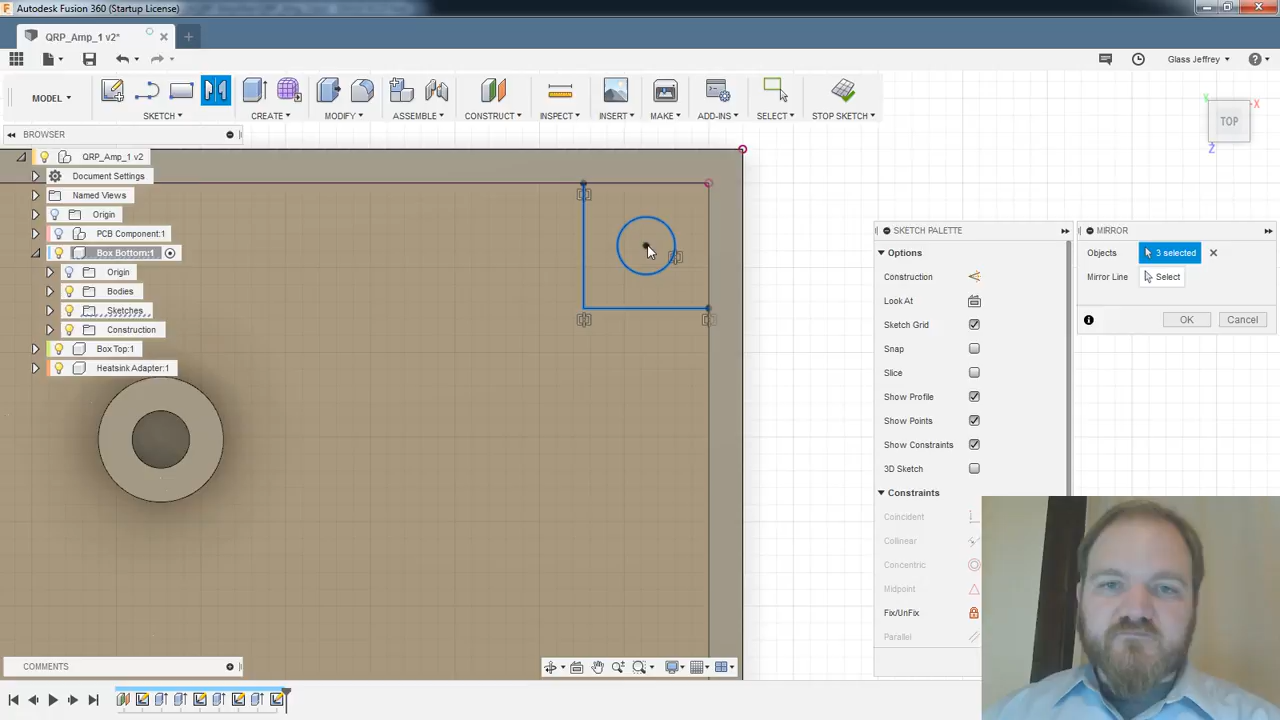 Autodesk Fusion 360 (Startup License)
QRP_Amp_1 v2*
Glass Jeffrey
MODEL
SKETCH
CREATE
MODIFY
ASSEMBLE
CONSTRUCT
INSPECT
INSERT
MAKE
ADD-INS
SELECT
STOP SKETCH
TOP
X
Y
Z
BROWSER
QRP_Amp_1 v2
Document Settings
Named Views
Origin
PCB Component:1
Box Bottom:1
Origin
Bodies
Sketches
Construction
Box Top:1
Heatsink Adapter:1
SKETCH PALETTE
Options
Construction
Look At
Sketch Grid
Snap
Slice
Show Profile
Show Points
Show Constraints
3D Sketch
Constraints
Coincident
Collinear
Concentric
Midpoint
Fix/UnFix
Parallel
MIRROR
Objects
3 selected
Mirror Line
Select
OK
Cancel
COMMENTS